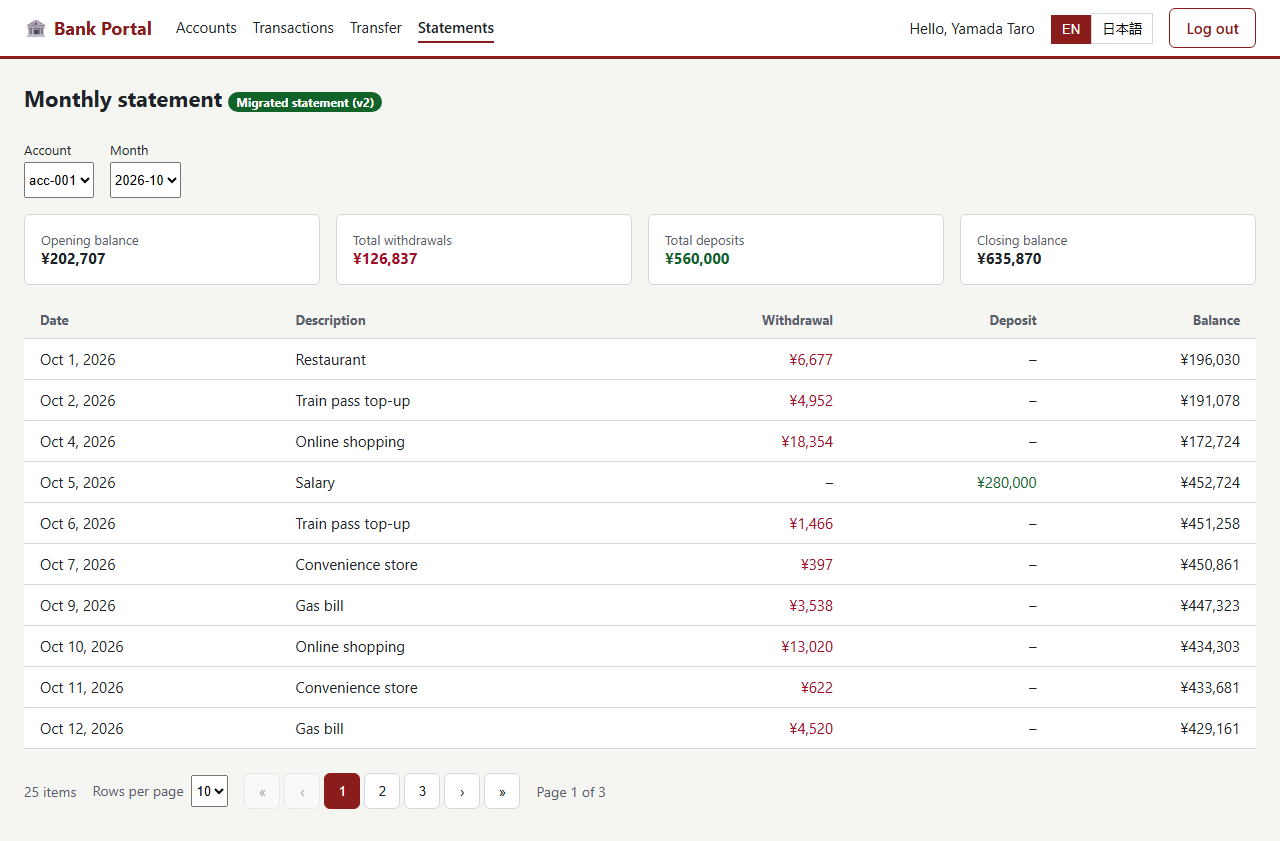 Bank Portal Accounts Transactions Transfer Statements Hello, Yamada Taro EN 日本語 Log out
Monthly statement Migrated statement (v2)
Account Month
acc-001 2026-10
Opening balance Total withdrawals Total deposits Closing balance
¥202,707 ¥126,837 ¥560,000 ¥635,870
Date Description Withdrawal Deposit Balance
Oct 1, 2026 Restaurant ¥6,677 – ¥196,030
Oct 2, 2026 Train pass top-up ¥4,952 – ¥191,078
Oct 4, 2026 Online shopping ¥18,354 – ¥172,724
Oct 5, 2026 Salary – ¥280,000 ¥452,724
Oct 6, 2026 Train pass top-up ¥1,466 – ¥451,258
Oct 7, 2026 Convenience store ¥397 – ¥450,861
Oct 9, 2026 Gas bill ¥3,538 – ¥447,323
Oct 10, 2026 Online shopping ¥13,020 – ¥434,303
Oct 11, 2026 Convenience store ¥622 – ¥433,681
Oct 12, 2026 Gas bill ¥4,520 – ¥429,161
25 items Rows per page 10 « ‹ 1 2 3 › » Page 1 of 3